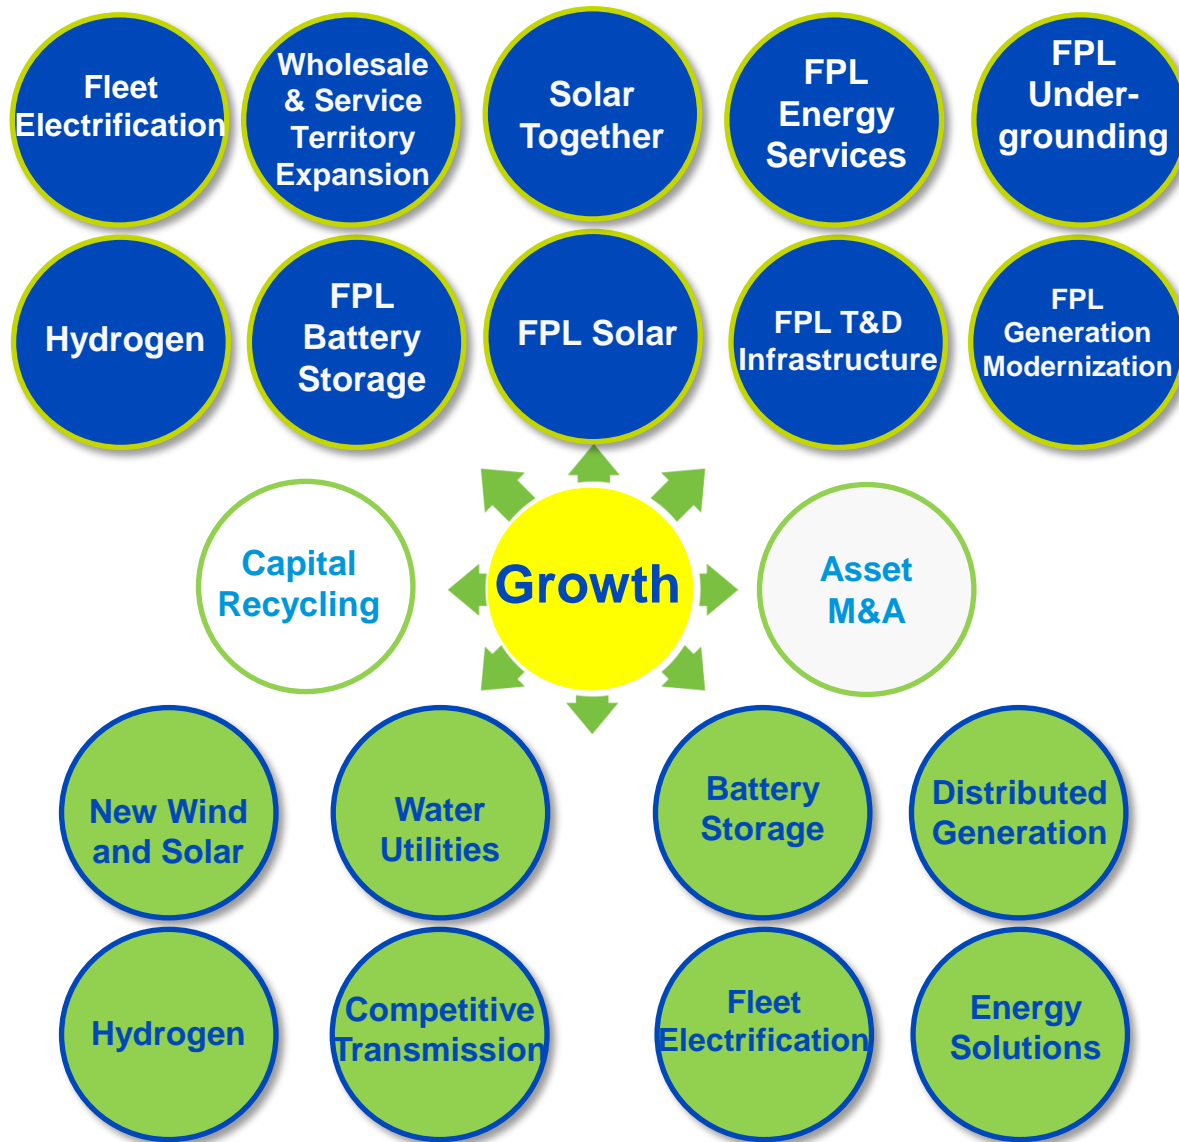 Fleet
Electrification
Wholesale
& Service
Territory
Expansion
Solar
Together
FPL
Energy
Services
FPL
Under-
grounding
Hydrogen
FPL
Battery
Storage
FPL Solar
FPL T&D
Infrastructure
FPL
Generation
Modernization
Capital
Recycling
Growth
Asset
M&A
New Wind
and Solar
Water
Utilities
Battery
Storage
Distributed
Generation
Hydrogen
Competitive
Transmission
Fleet
Electrification
Energy
Solutions